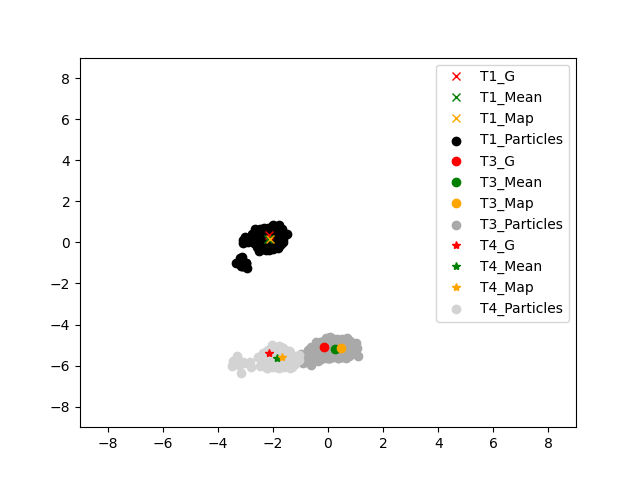 8
6
4
2
0
−2
−4
−6
−8
−8 −6 −4 −2 0 2 4 6 8
T1_G
T1_Mean
T1_Map
T1_Particles
T3_G
T3_Mean
T3_Map
T3_Particles
T4_G
T4_Mean
T4_Map
T4_Particles